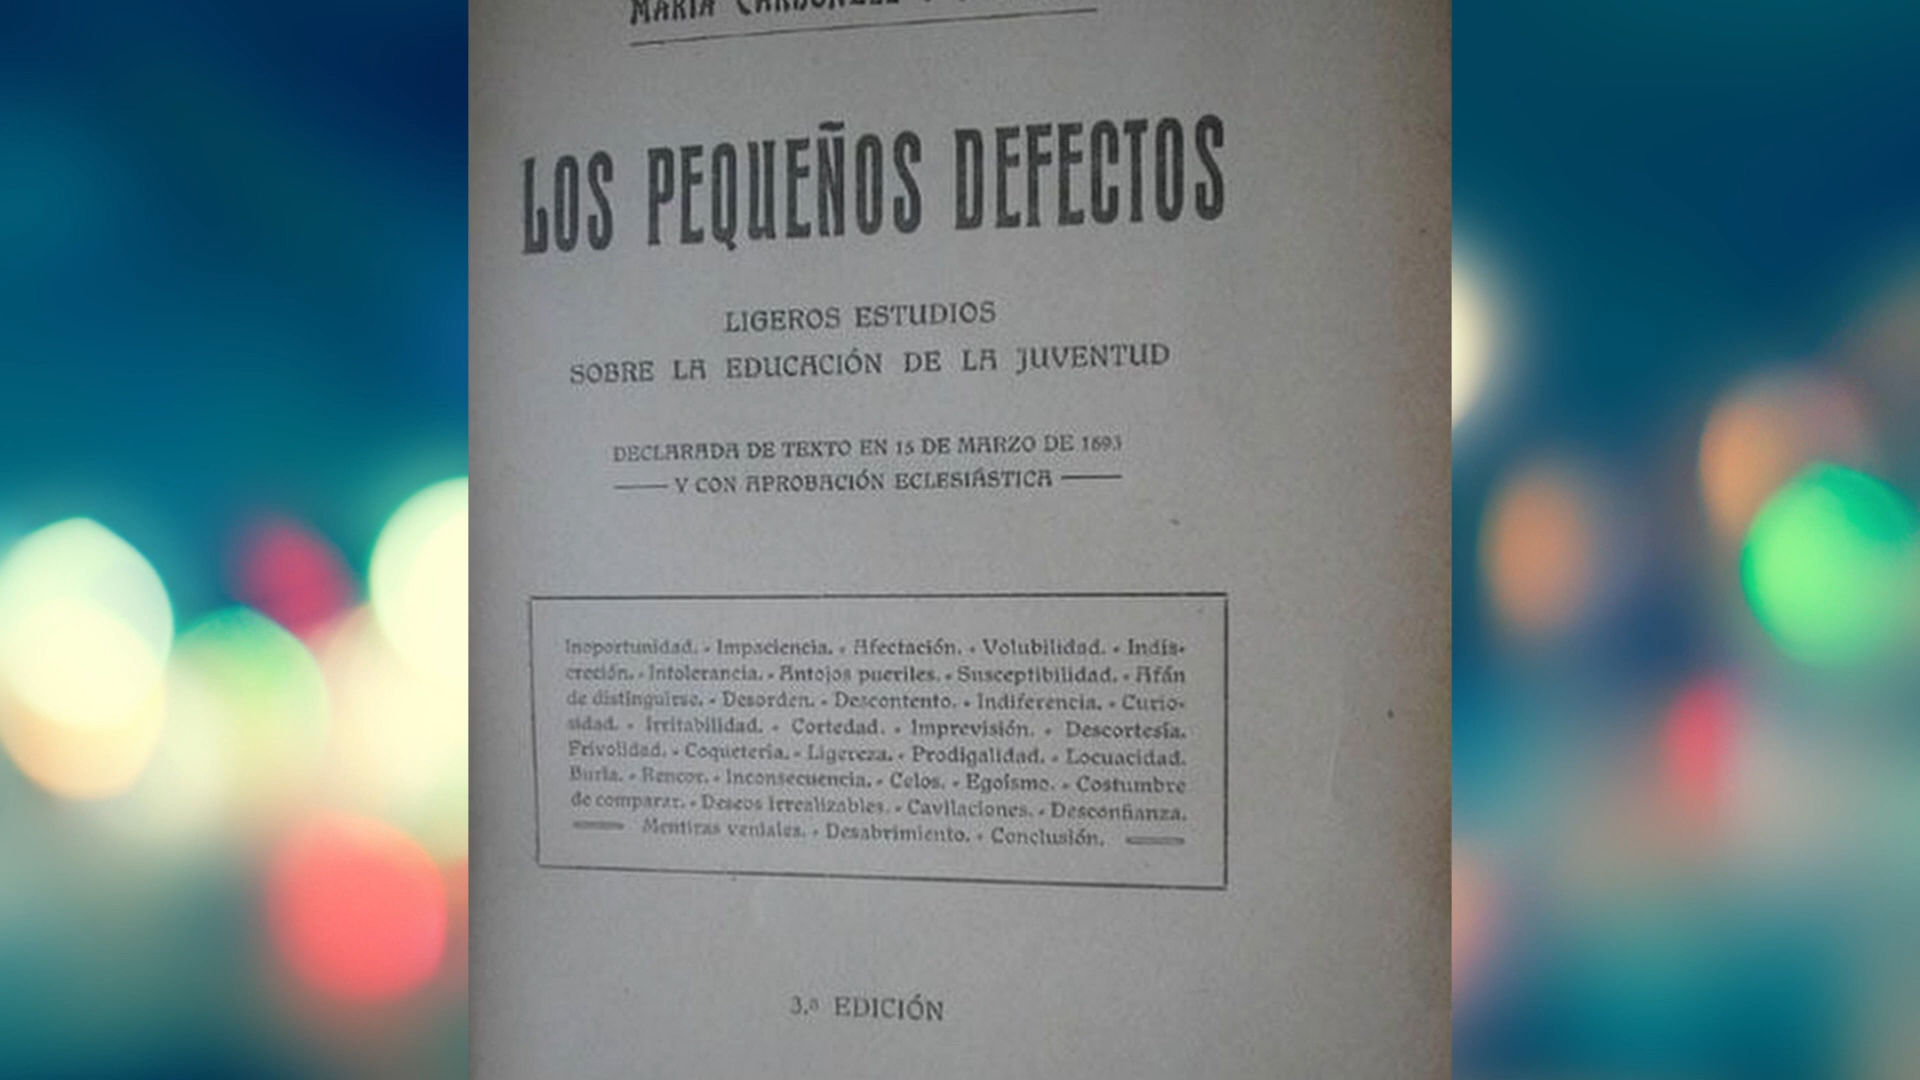 MARÍA
LOS PEQUEÑOS DEFECTOS
LIGEROS ESTUDIOS
SOBRE LA EDUCACIÓN DE LA JUVENTUD
DECLARADA DE TEXTO EN 15 DE MARZO DE 1893
Y CON APROBACIÓN ECLESIÁSTICA
Inoportunidad. - Impaciencia. - Afectación. - Volubilidad. - Indis-
creción. - Intolerancia. - Antojos pueriles. - Susceptibilidad. - Afán
de distinguirse. - Desorden. - Descontento. - Indiferencia. - Curio-
sidad. - Irritabilidad. - Cortedad. - Imprevisión. - Descortesía.
Frivolidad. - Coquetería. - Ligereza. - Prodigalidad. - Locuacidad.
Burla. - Rencor. - Inconsecuencia. - Celos. - Egoísmo. - Costumbre
de comparar. - Deseos Irrealizables. - Cavilaciones. - Desconfianza.
Mentiras veniales. - Desabrimiento. - Conclusión.
3.ª EDICIÓN